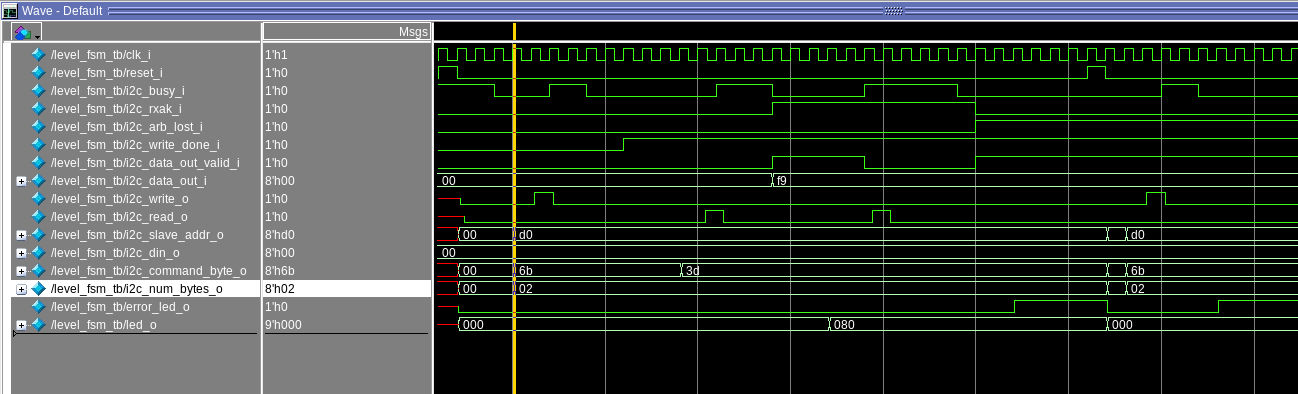 Wave - Default
Msgs
/level_fsm_tb/clk_i 1'h1
/level_fsm_tb/reset_i 1'h0
/level_fsm_tb/i2c_busy_i 1'h0
/level_fsm_tb/i2c_rxak_i 1'h0
/level_fsm_tb/i2c_arb_lost_i 1'h0
/level_fsm_tb/i2c_write_done_i 1'h0
/level_fsm_tb/i2c_data_out_valid_i 1'h0
/level_fsm_tb/i2c_data_out_i 8'h00 00 f9
/level_fsm_tb/i2c_write_o 1'h0
/level_fsm_tb/i2c_read_o 1'h0
/level_fsm_tb/i2c_slave_addr_o 8'hd0 00 d0 d0
/level_fsm_tb/i2c_din_o 8'h00 00
/level_fsm_tb/i2c_command_byte_o 8'h6b 00 6b 3d 6b
/level_fsm_tb/i2c_num_bytes_o 8'h02 00 02 02
/level_fsm_tb/error_led_o 1'h0
/level_fsm_tb/led_o 9'h000 000 080 000